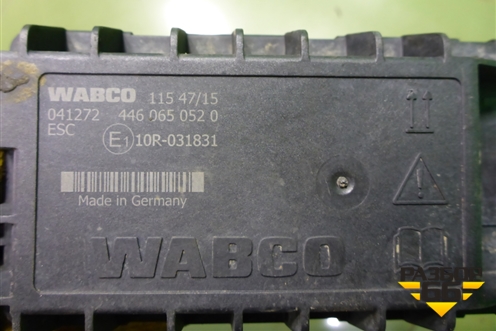 WABCO 115 47/15
041272 446 065 052 0
ESC E1 10R-031831
Made in Germany
WABCO